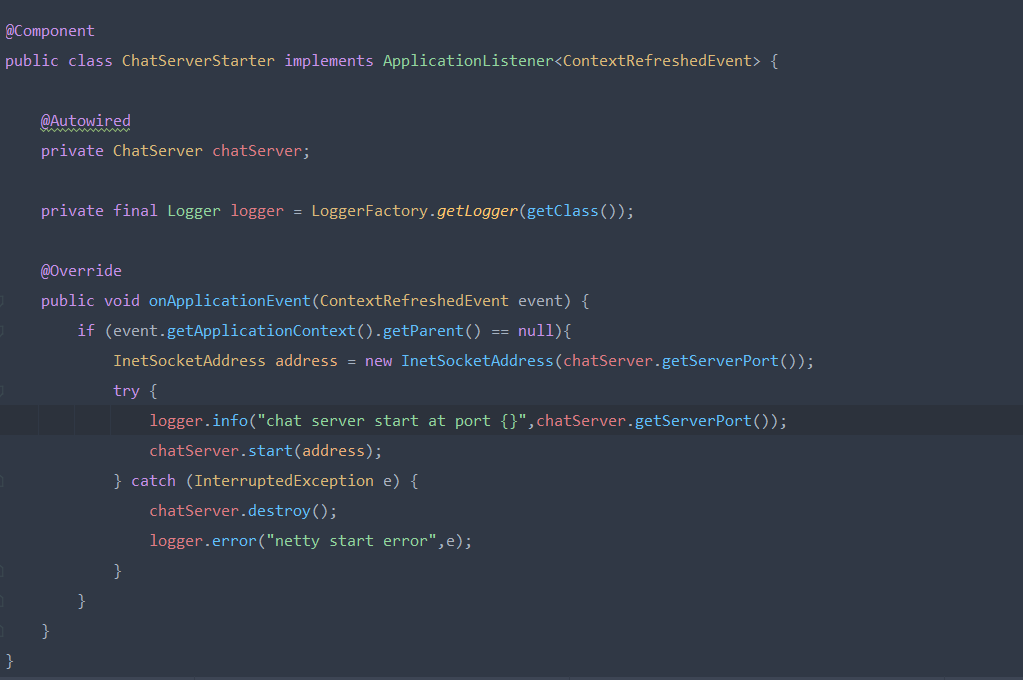 @Component
public class ChatServerStarter implements ApplicationListener<ContextRefreshedEvent> {
@Autowired
private ChatServer chatServer;
private final Logger logger = LoggerFactory.getLogger(getClass());
@Override
public void onApplicationEvent(ContextRefreshedEvent event) {
if (event.getApplicationContext().getParent() == null){
InetSocketAddress address = new InetSocketAddress(chatServer.getServerPort());
try {
logger.info("chat server start at port {}",chatServer.getServerPort());
chatServer.start(address);
} catch (InterruptedException e) {
chatServer.destroy();
logger.error("netty start error",e);
}
}
}
}